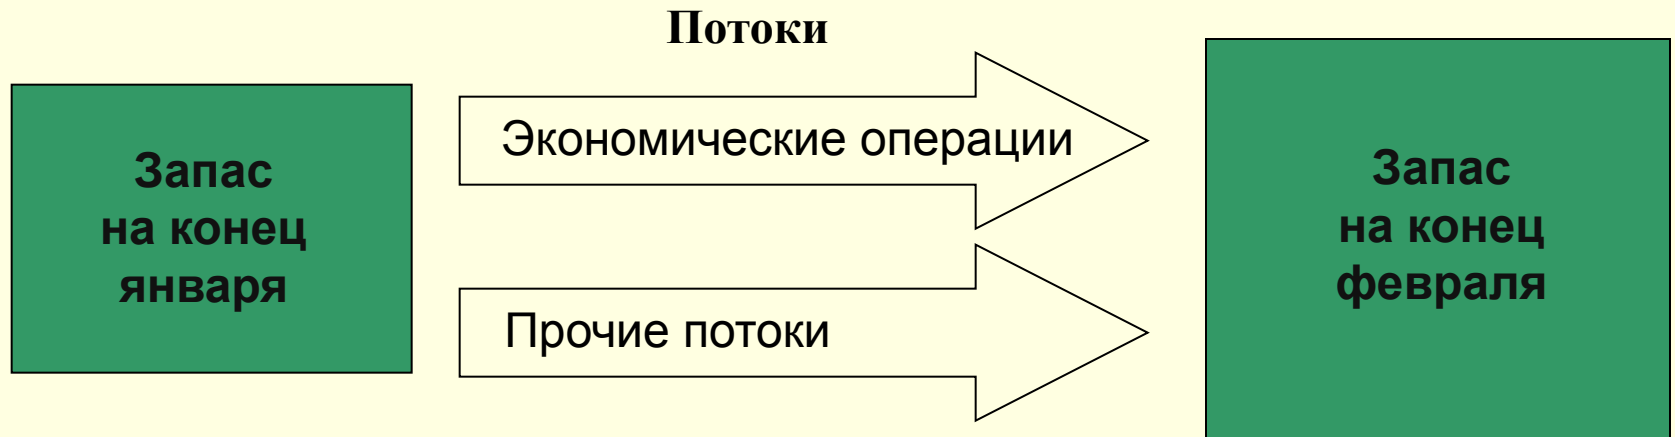 Потоки
Запас
на конец
января
Экономические операции
Прочие потоки
Запас
на конец
февраля